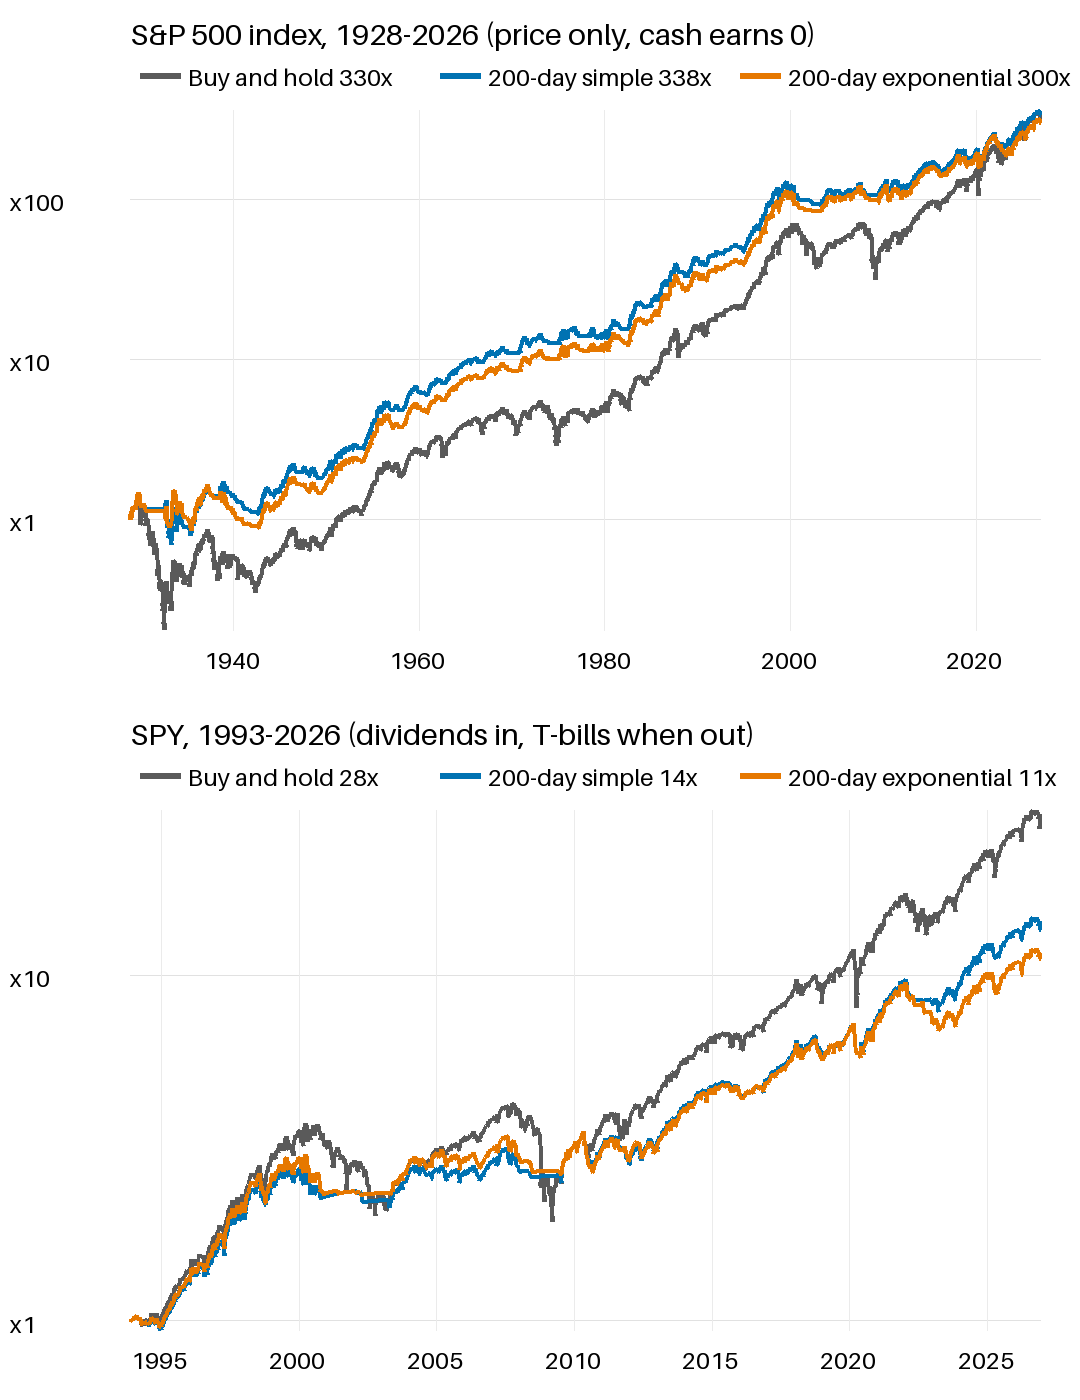 S&P 500 index, 1928-2026 (price only, cash earns 0)
Buy and hold 330x 200-day simple 338x 200-day exponential 300x
x100
x10
x1
1940 1960 1980 2000 2020
SPY, 1993-2026 (dividends in, T-bills when out)
Buy and hold 28x 200-day simple 14x 200-day exponential 11x
x10
x1
1995 2000 2005 2010 2015 2020 2025